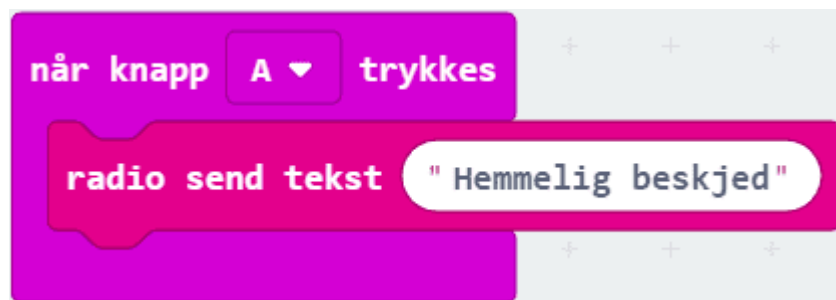 når knapp A trykkes
radio send tekst "Hemmelig beskjed"